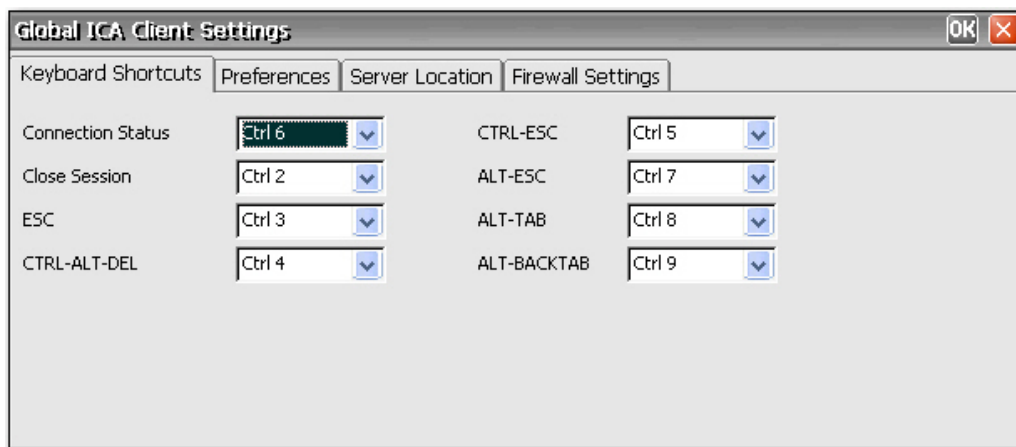 Global ICA Client Settings OK
Keyboard Shortcuts Preferences Server Location Firewall Settings
Connection Status Ctrl 6 CTRL-ESC Ctrl 5
Close Session Ctrl 2 ALT-ESC Ctrl 7
ESC Ctrl 3 ALT-TAB Ctrl 8
CTRL-ALT-DEL Ctrl 4 ALT-BACKTAB Ctrl 9